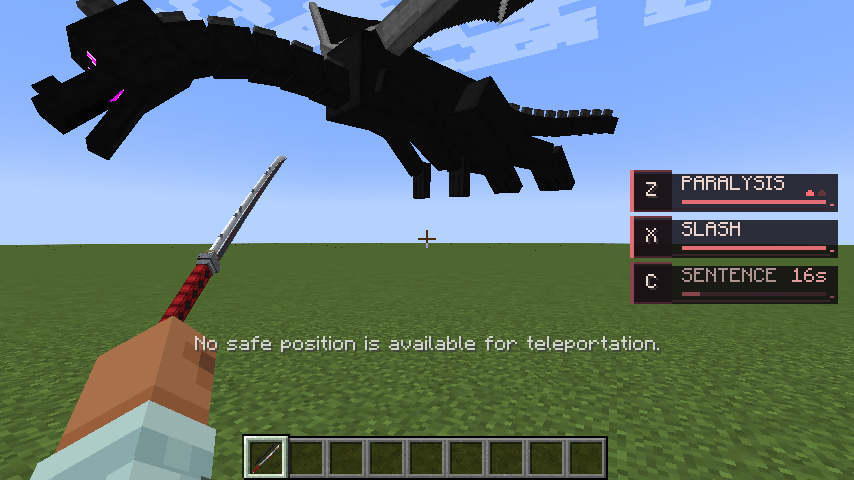 Z PARALYSIS
X SLASH
C SENTENCE 16s
No safe position is available for teleportation.